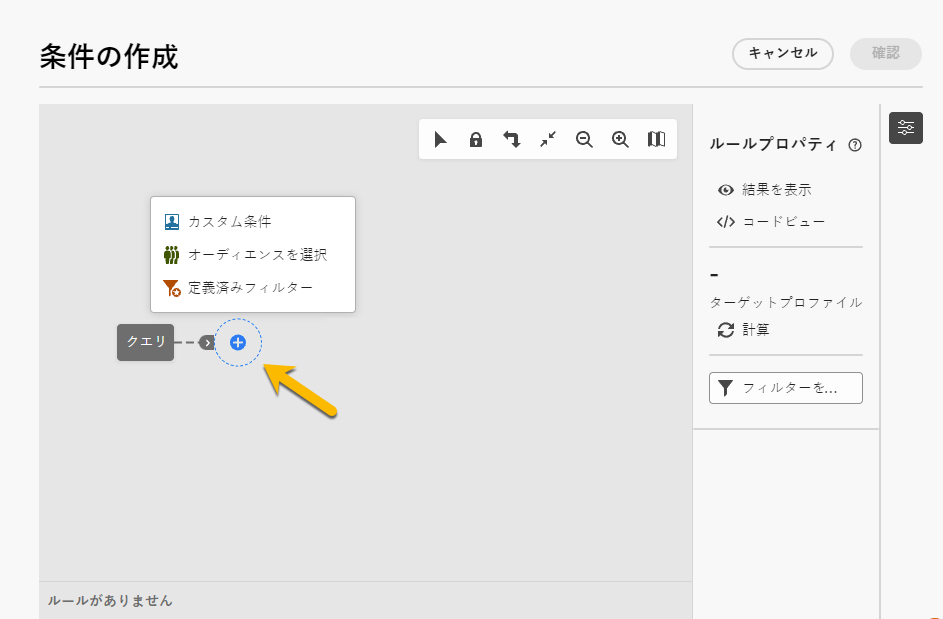 条件の作成
キャンセル
確認
カスタム条件
オーディエンスを選択
定義済みフィルター
クエリ
ルールプロパティ
結果を表示
コードビュー
-
ターゲットプロファイル
計算
フィルターを...
ルールがありません